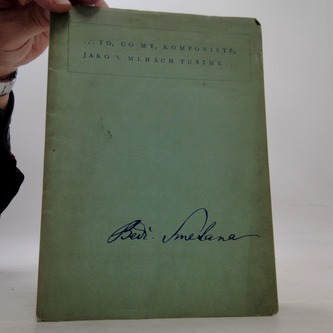 ...TO, CO MY, KOMPONISTÉ,
JAKO V MLHÁCH TUŠÍME...
Bedř. Smetana